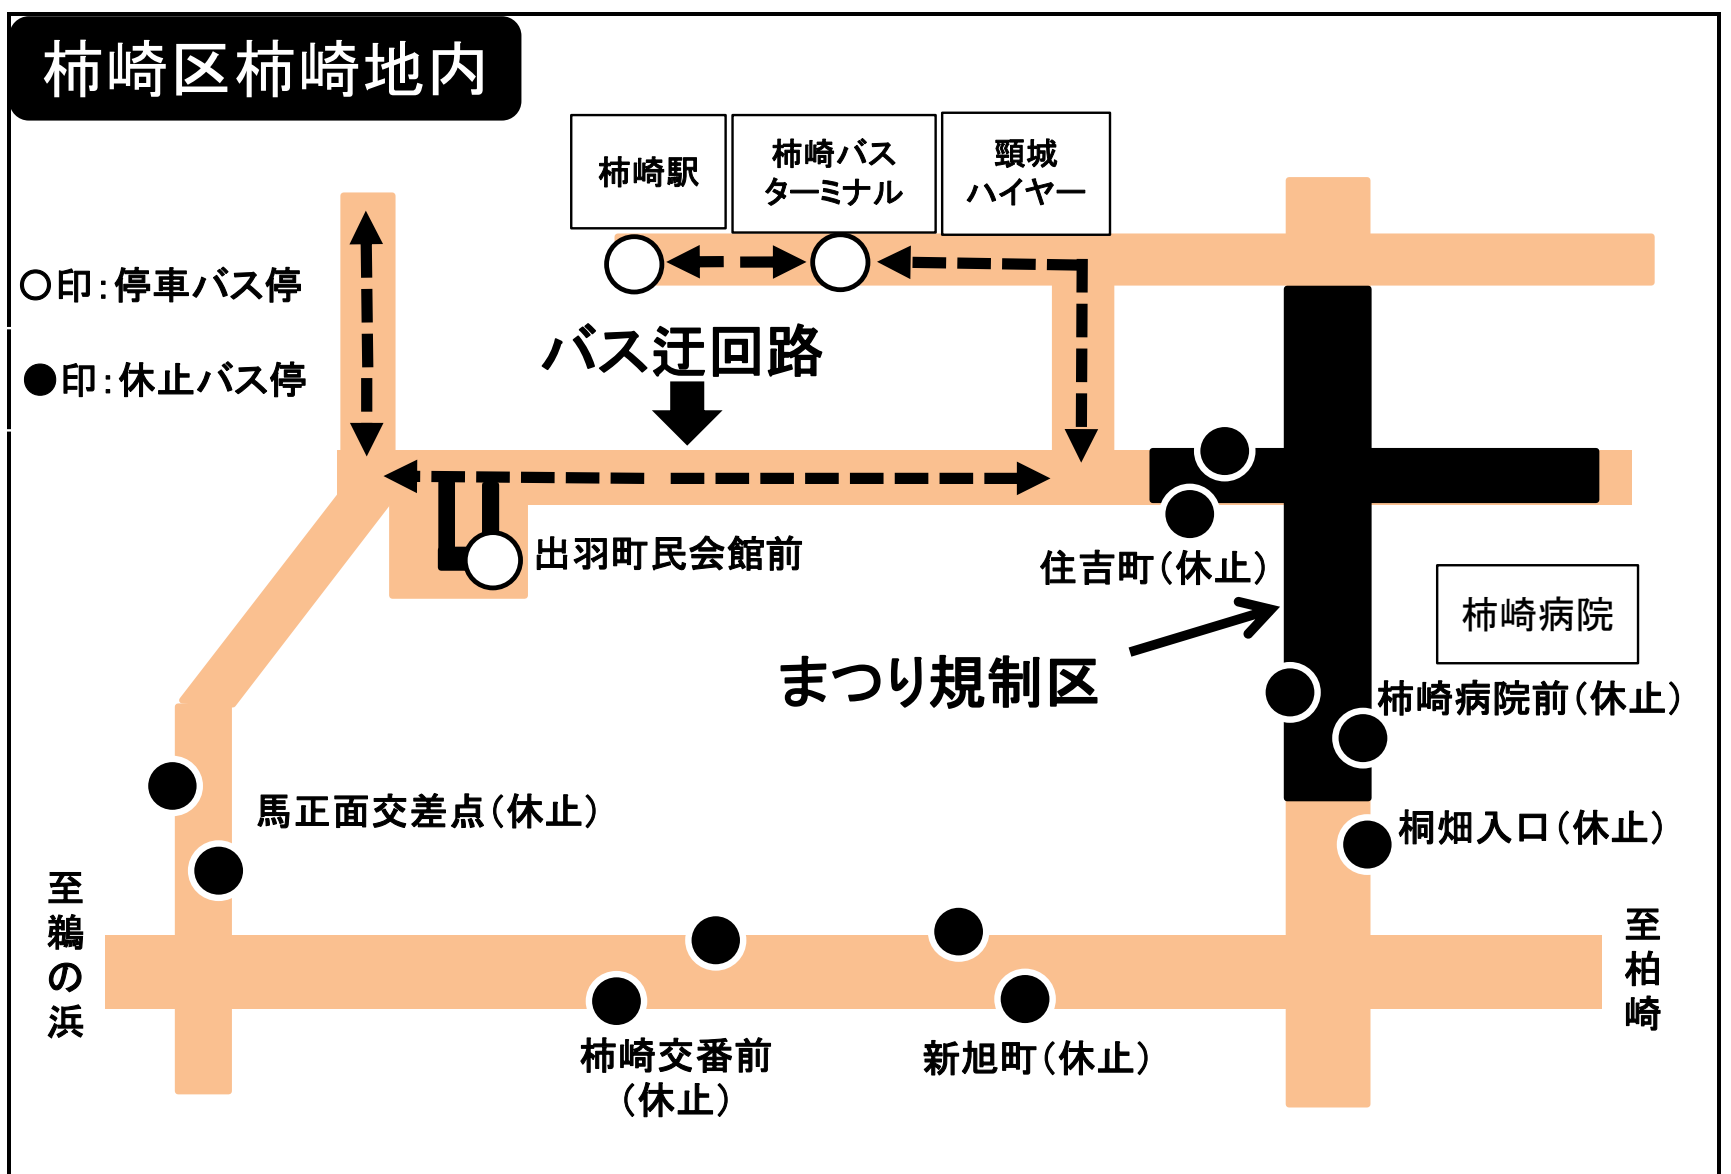 柿崎区柿崎地内
柿崎駅
柿崎バス
ターミナル
頸城
ハイヤー
○印：停車バス停
●印：休止バス停
バス迂回路
出羽町民会館前
住吉町（休止）
まつり規制区
柿崎病院
柿崎病院前（休止）
馬正面交差点（休止）
桐畑入口（休止）
至鵜の浜
至柏崎
柿崎交番前
（休止）
新旭町（休止）